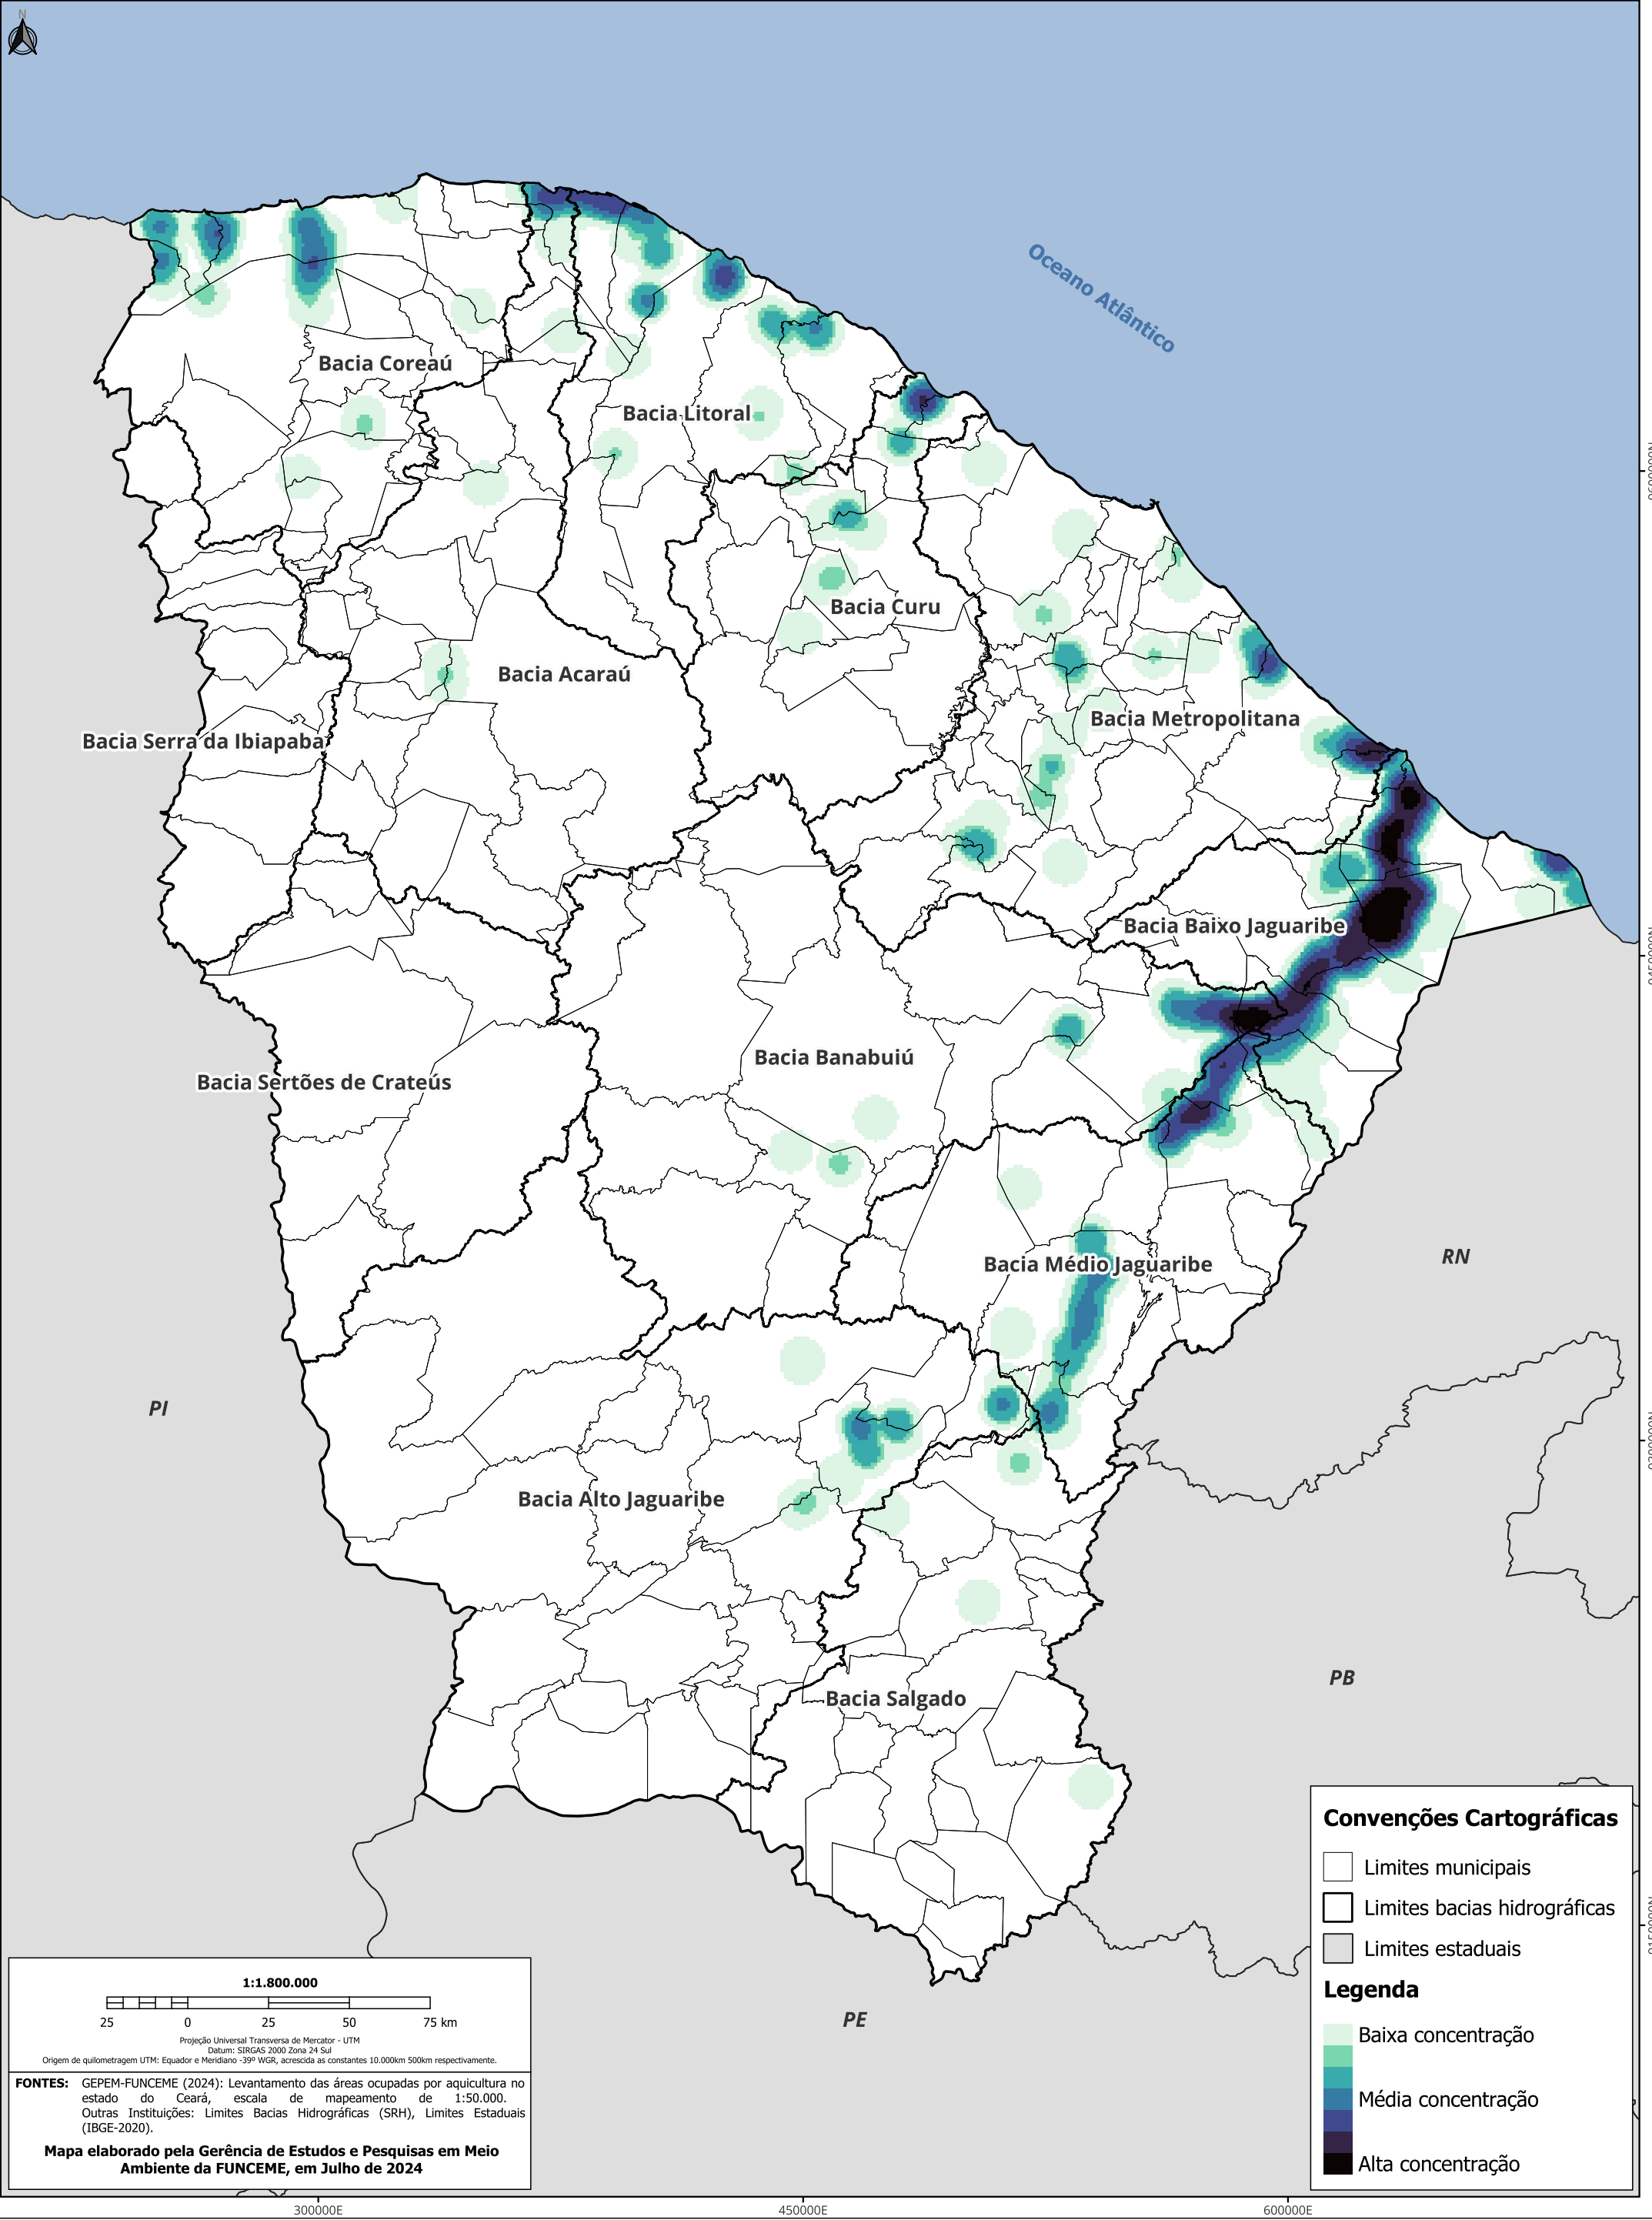 N
Oceano Atlântico
Bacia Coreaú
Bacia Litoral
Bacia Curu
Bacia Acaraú
Bacia Metropolitana
Bacia Serra da Ibiapaba
Bacia Baixo Jaguaribe
Bacia Banabuiú
Bacia Sertões de Crateús
RN
Bacia Médio Jaguaribe
PI
Bacia Alto Jaguaribe
PB
Bacia Salgado
PE
Convenções Cartográficas
Limites municipais
Limites bacias hidrográficas
Limites estaduais
Legenda
Baixa concentração
Média concentração
Alta concentração
1:1.800.000
25 0 25 50 75 km
Projeção Universal Transversa de Mercator - UTM
Datum: SIRGAS 2000 Zona 24 Sul
Origem de quilometragem UTM: Equador e Meridiano -39º WGR, acrescida as constantes 10.000km 500km respectivamente.
FONTES: GEPEM-FUNCEME (2024): Levantamento das áreas ocupadas por aquicultura no
estado do Ceará, escala de mapeamento de 1:50.000.
Outras Instituições: Limites Bacias Hidrográficas (SRH), Limites Estaduais
(IBGE-2020).
Mapa elaborado pela Gerência de Estudos e Pesquisas em Meio
Ambiente da FUNCEME, em Julho de 2024
300000E 450000E 600000E